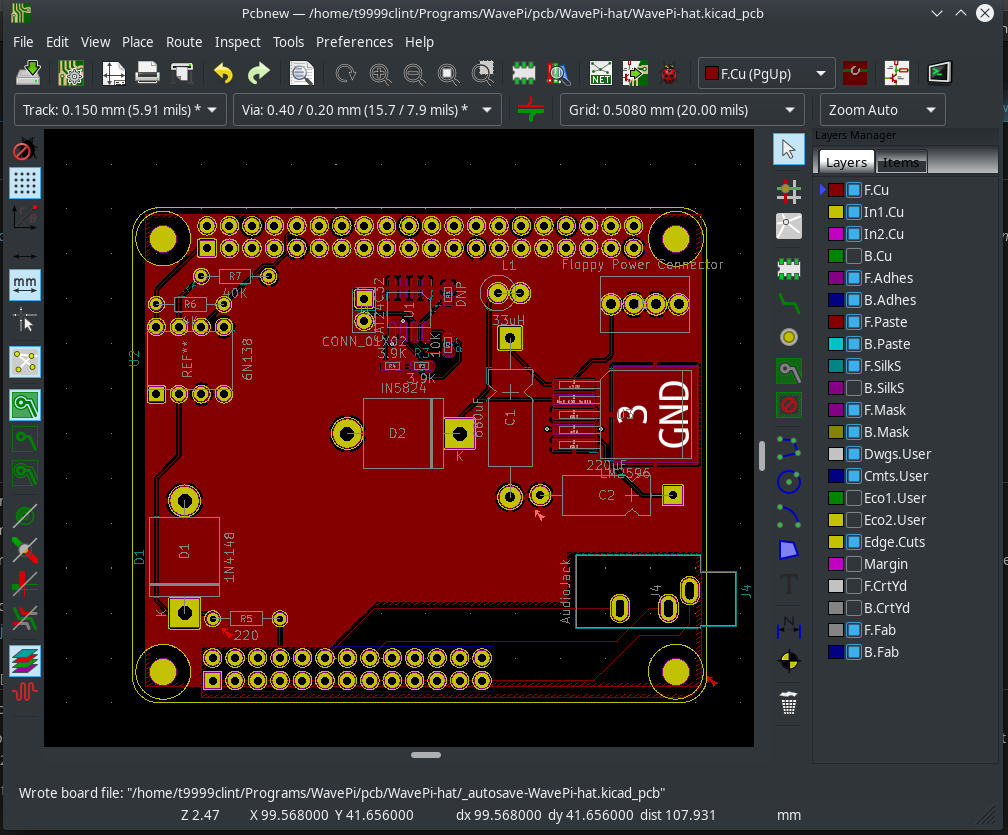 Pcbnew — /home/t9999clint/Programs/WavePi/pcb/WavePi-hat/WavePi-hat.kicad_pcb
File Edit View Place Route Inspect Tools Preferences Help
NET F.Cu (PgUp)
Track: 0.150 mm (5.91 mils) * Via: 0.40 / 0.20 mm (15.7 / 7.9 mils) * Grid: 0.5080 mm (20.00 mils) Zoom Auto
Layers Manager
Layers Items
mm
F.Cu
In1.Cu
In2.Cu
B.Cu
F.Adhes
B.Adhes
F.Paste
B.Paste
F.SilkS
B.SilkS
F.Mask
B.Mask
Dwgs.User
Cmts.User
Eco1.User
Eco2.User
Edge.Cuts
Margin
F.CrtYd
B.CrtYd
F.Fab
B.Fab
L1
Flappy Power Connector
R7
40K
R6
DNP
33uH
CONN_01X02
3.9K
10K
REF**
6N138
IN5824
D2
K
680uF
C1
3
GND
220uF
LM2596
C2
D1
D1
1N4148
K
R5
220
AudioJack
J4
J4
T
N
Wrote board file: "/home/t9999clint/Programs/WavePi/pcb/WavePi-hat/_autosave-WavePi-hat.kicad_pcb"
Z 2.47 X 99.568000 Y 41.656000 dx 99.568000 dy 41.656000 dist 107.931 mm